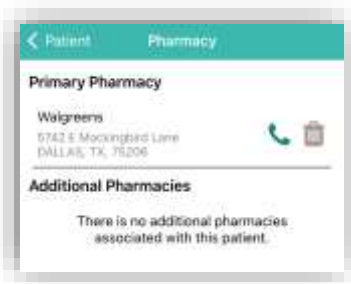 Patient Pharmacy
Primary Pharmacy
Walgreens
5742 E Mockingbird Lane
DALLAS, TX, 75206
Additional Pharmacies
There is no additional pharmacies
associated with this patient.